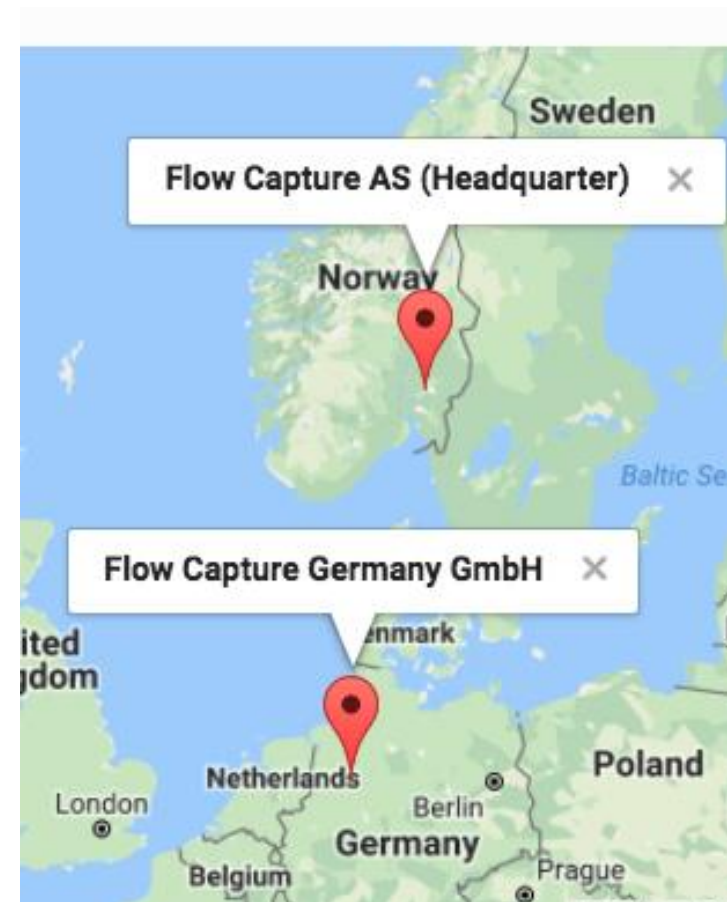 Sweden
Flow Capture AS (Headquarter) ×
Norway
Baltic Se
Flow Capture Germany GmbH ×
enmark
ited
gdom
Netherlands
Poland
London
Berlin
Germany
Belgium
Prague